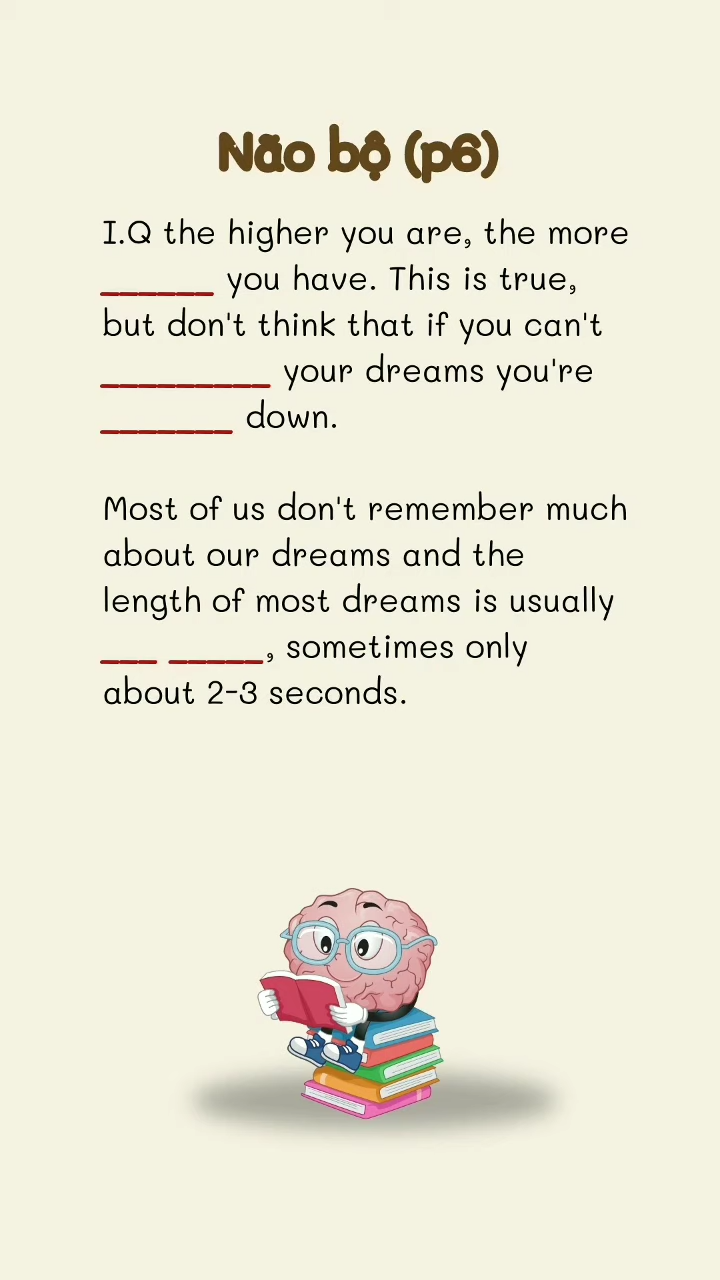 Não bộ (p6)
I.Q the higher you are, the more
______ you have. This is true,
but don't think that if you can't
_________ your dreams you're
_______ down.
Most of us don't remember much
about our dreams and the
length of most dreams is usually
___ _____, sometimes only
about 2-3 seconds.